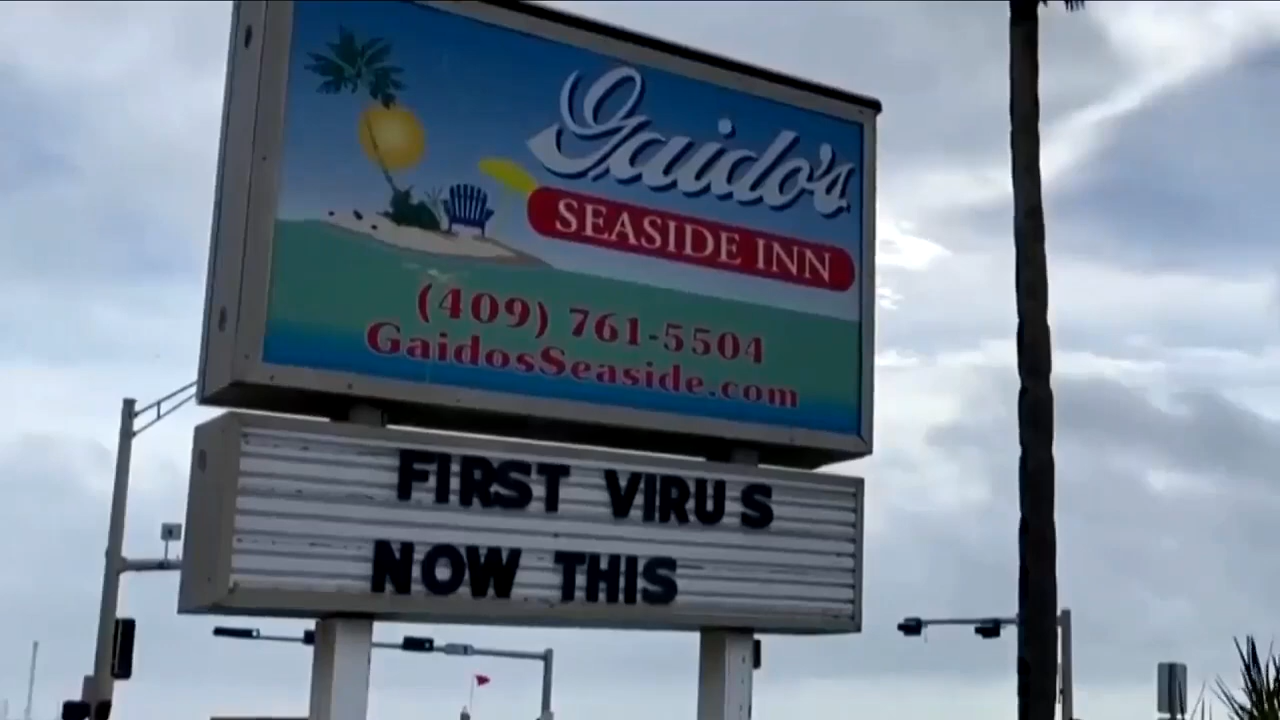 Gaido's
SEASIDE INN
(409) 761-5504
GaidosSeaside.com
FIRST VIRUS
NOW THIS